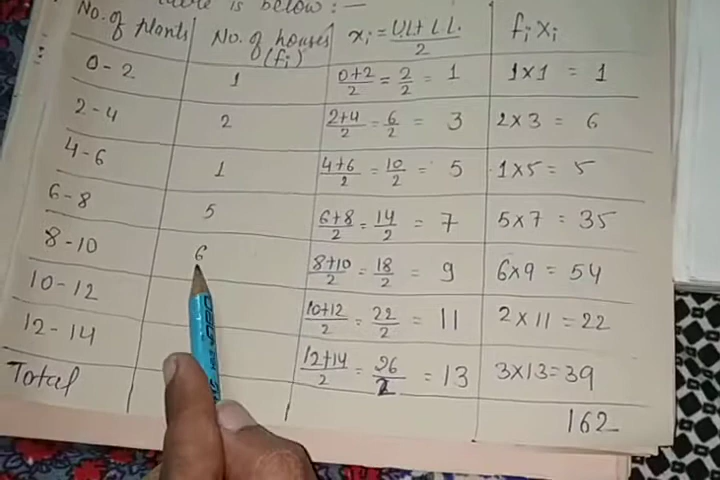 is below : —
No. of plants No. of houses (fi) xi = UL+LL/2 fixi
0-2 1 0+2/2 = 2/2 = 1 1×1 = 1
2-4 2 2+4/2 = 6/2 = 3 2×3 = 6
4-6 1 4+6/2 = 10/2 = 5 1×5 = 5
6-8 5 6+8/2 = 14/2 = 7 5×7 = 35
8-10 6 8+10/2 = 18/2 = 9 6×9 = 54
10-12 10+12/2 = 22/2 = 11 2×11 = 22
12-14 12+14/2 = 26/2 = 13 3×13 = 39
Total 162